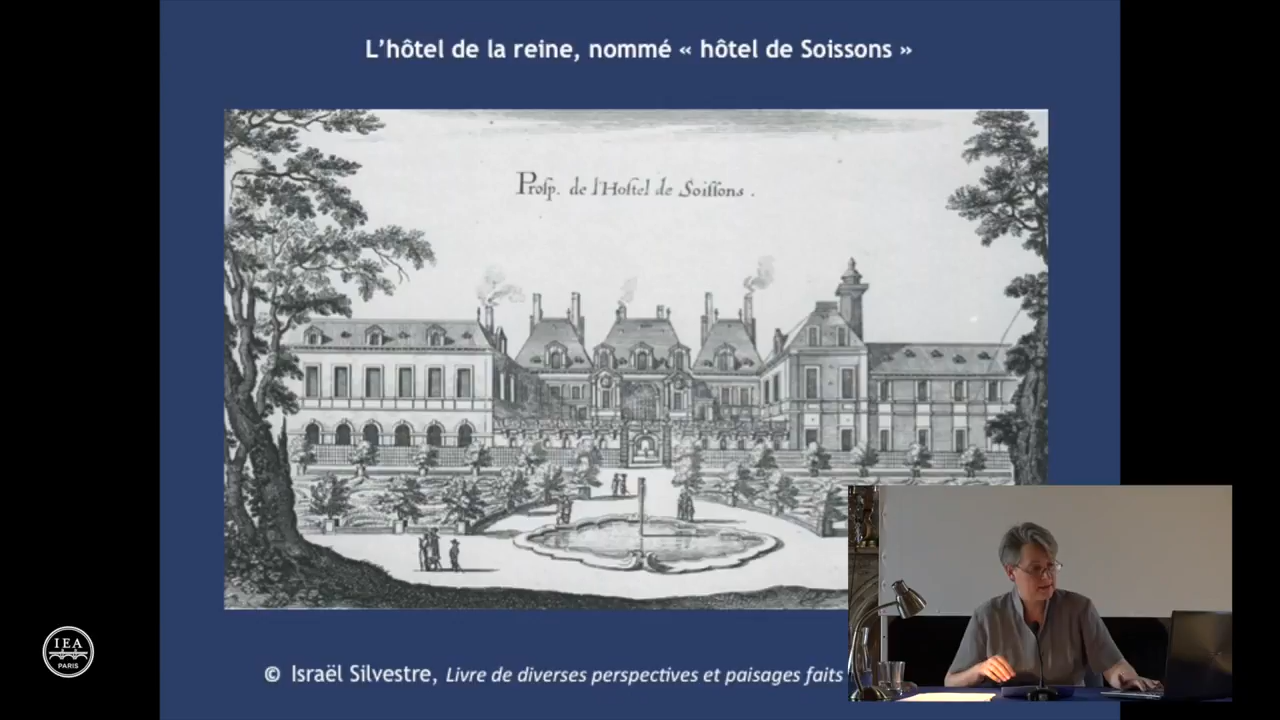 L’hôtel de la reine, nommé « hôtel de Soissons »
Proſp. de l'Hoſtel de Soiſſons .
© Israël Silvestre, Livre de diverses perspectives et paisages faits
IEA
PARIS